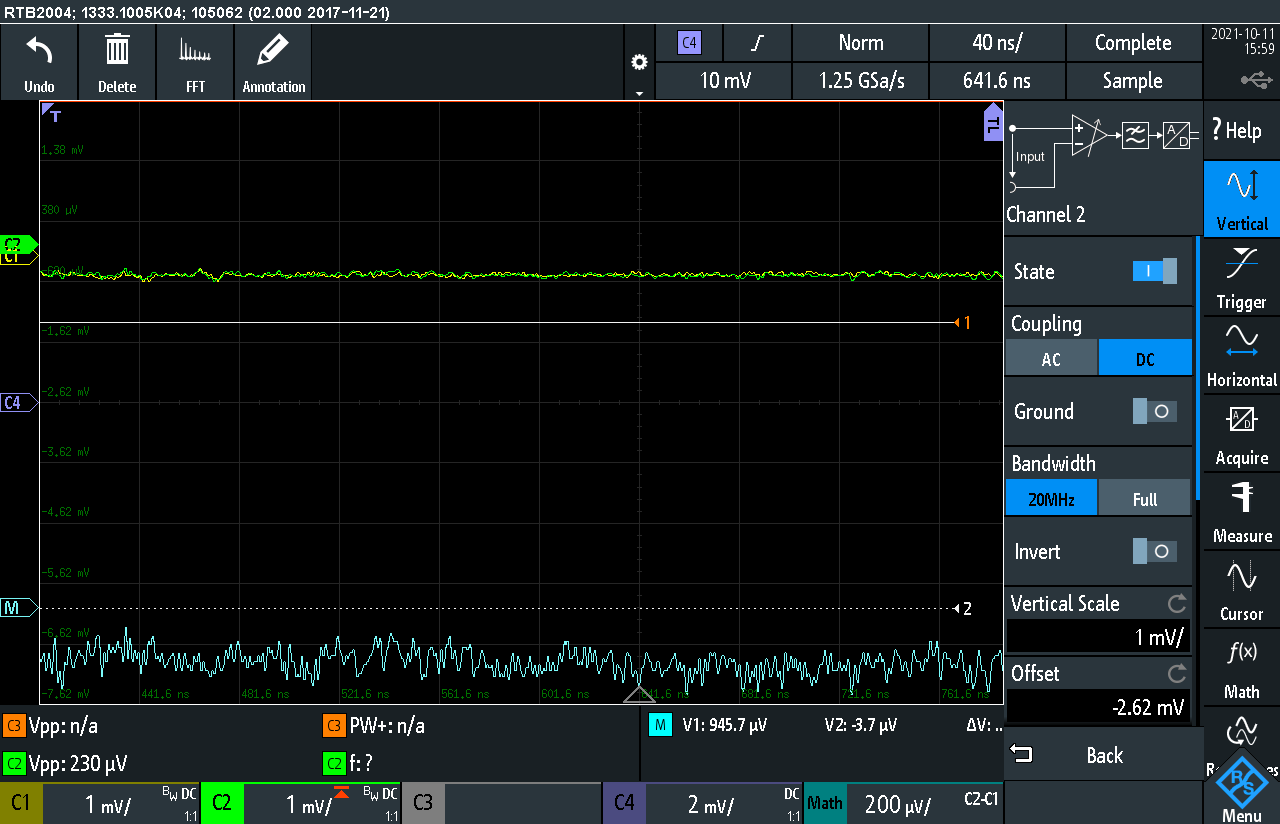 RTB2004; 1333.1005K04; 105062 (02.000 2017-11-21)
Undo
Delete
FFT
Annotation
C4
Norm
40 ns/
Complete
2021-10-11
15:59
10 mV
1.25 GSa/s
641.6 ns
Sample
T
TL
1,38 mV
380 µV
C2
C1
-1,62 mV
1
-2,62 mV
C4
-3,62 mV
-4,62 mV
-5,62 mV
M
2
-6,62 mV
-7,62 mV
441,6 ns
481,6 ns
521,6 ns
561,6 ns
601,6 ns
641,6 ns
681,6 ns
721,6 ns
761,6 ns
Input
A
D
Channel 2
State
I
Coupling
AC
DC
Ground
O
Bandwidth
20MHz
Full
Invert
O
Vertical Scale
1 mV/
Offset
-2.62 mV
Back
? Help
Vertical
Trigger
Horizontal
A
D
Acquire
Measure
Cursor
f(x)
Math
R&S
Menu
C3 Vpp: n/a
C3 PW+: n/a
M V1: 945.7 µV
V2: -3.7 µV
ΔV: ..
C2 Vpp: 230 µV
C2 f: ?
C1
1 mV/
BW DC
1:1
C2
1 mV/
BW DC
1:1
C3
C4
2 mV/
DC
1:1
Math
200 µV/
C2-C1